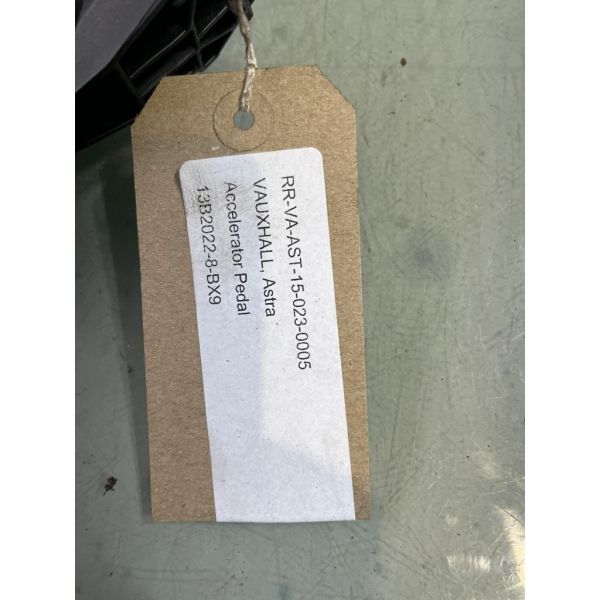 RR-VA-AST-15-023-0005
VAUXHALL, Astra
Accelerator Pedal
13B2022-8-BX9